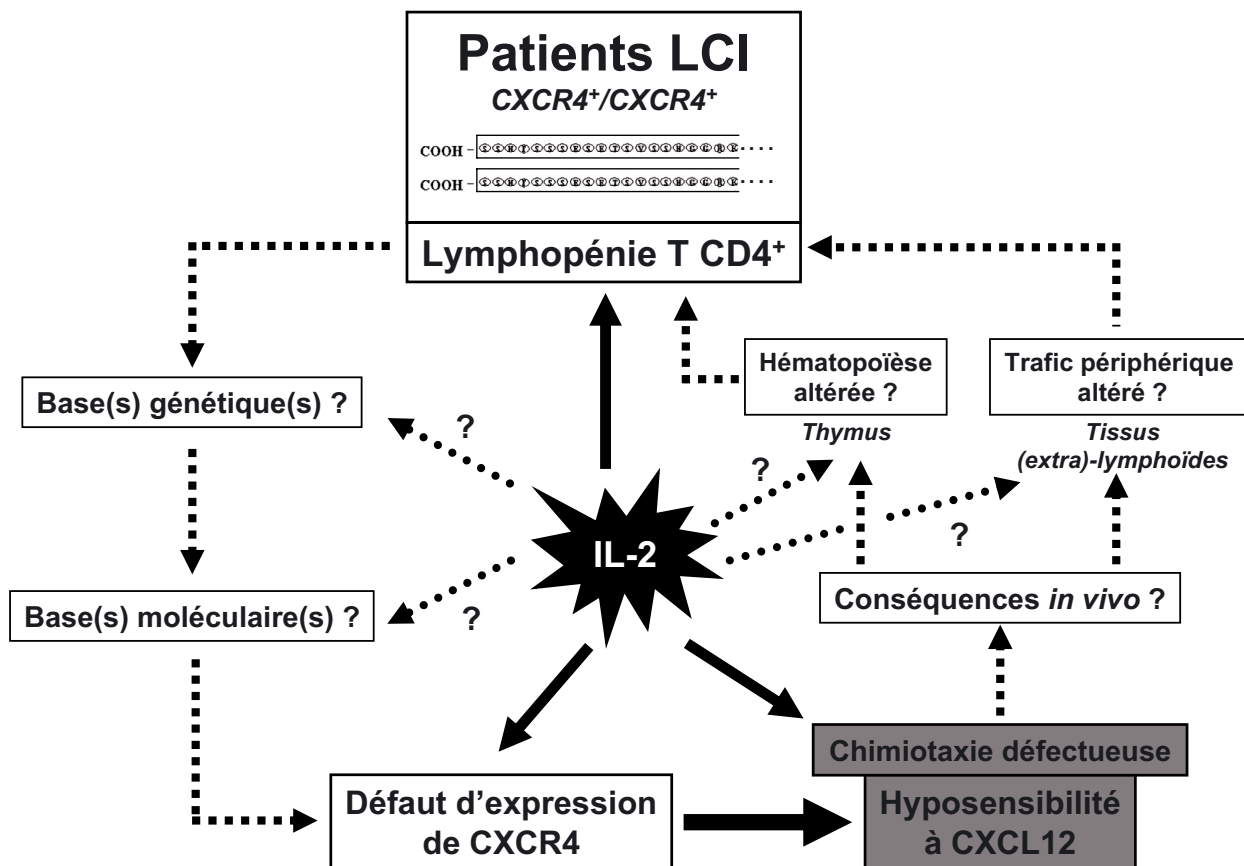 Patients LCI
CXCR4⁺/CXCR4⁺
COOH
COOH
Lymphopénie T CD4⁺
Hématopoïèse
altérée ?
Thymus
Trafic périphérique
altéré ?
Tissus
(extra)-lymphoïdes
Base(s) génétique(s) ?
?
?
?
IL-2
?
Base(s) moléculaire(s) ?
Conséquences in vivo ?
Défaut d’expression
de CXCR4
Chimiotaxie défectueuse
Hyposensibilité
à CXCL12